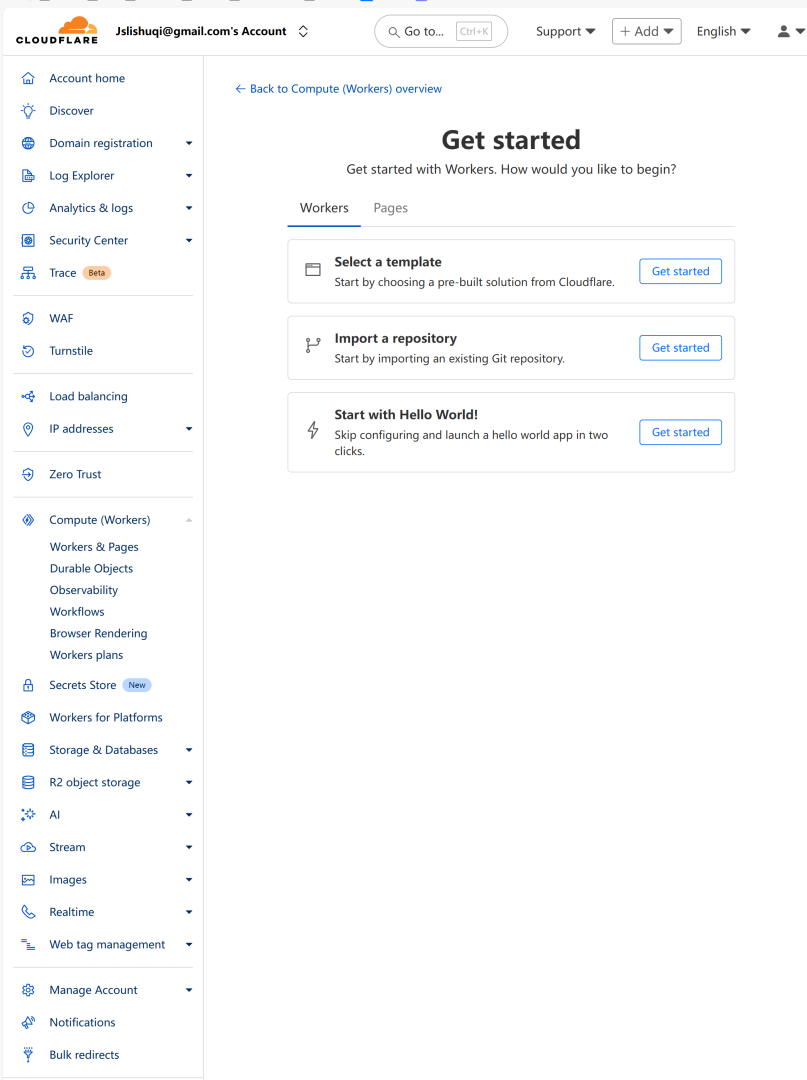 CLOUDFLARE
Jslishuqi@gmail.com's Account
Go to... Ctrl+K
Support
+ Add
English
Account home
Discover
Domain registration
Log Explorer
Analytics & logs
Security Center
Trace Beta
WAF
Turnstile
Load balancing
IP addresses
Zero Trust
Compute (Workers)
Workers & Pages
Durable Objects
Observability
Workflows
Browser Rendering
Workers plans
Secrets Store New
Workers for Platforms
Storage & Databases
R2 object storage
AI
Stream
Images
Realtime
Web tag management
Manage Account
Notifications
Bulk redirects
← Back to Compute (Workers) overview
Get started
Get started with Workers. How would you like to begin?
Workers Pages
Select a template
Start by choosing a pre-built solution from Cloudflare.
Get started
Import a repository
Start by importing an existing Git repository.
Get started
Start with Hello World!
Skip configuring and launch a hello world app in two
clicks.
Get started